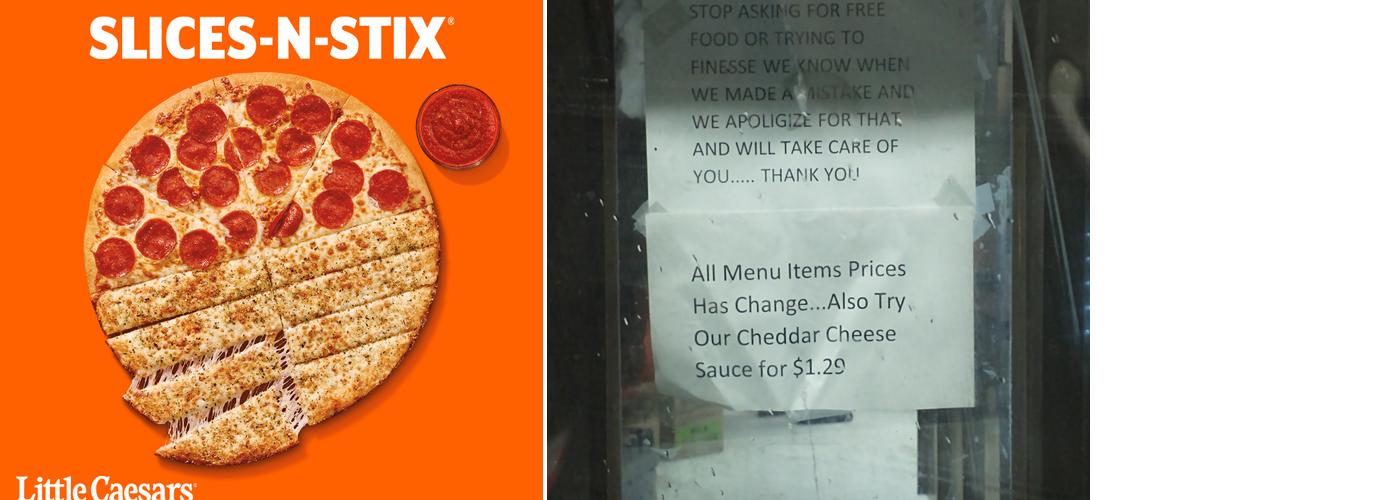 SLICES-N-STIX®
Little Caesars®
STOP ASKING FOR FREE
FOOD OR TRYING TO
FINESSE WE KNOW WHEN
WE MADE A MISTAKE AND
WE APOLIGIZE FOR THAT
AND WILL TAKE CARE OF
YOU..... THANK YOU
All Menu Items Prices
Has Change...Also Try
Our Cheddar Cheese
Sauce for $1.29